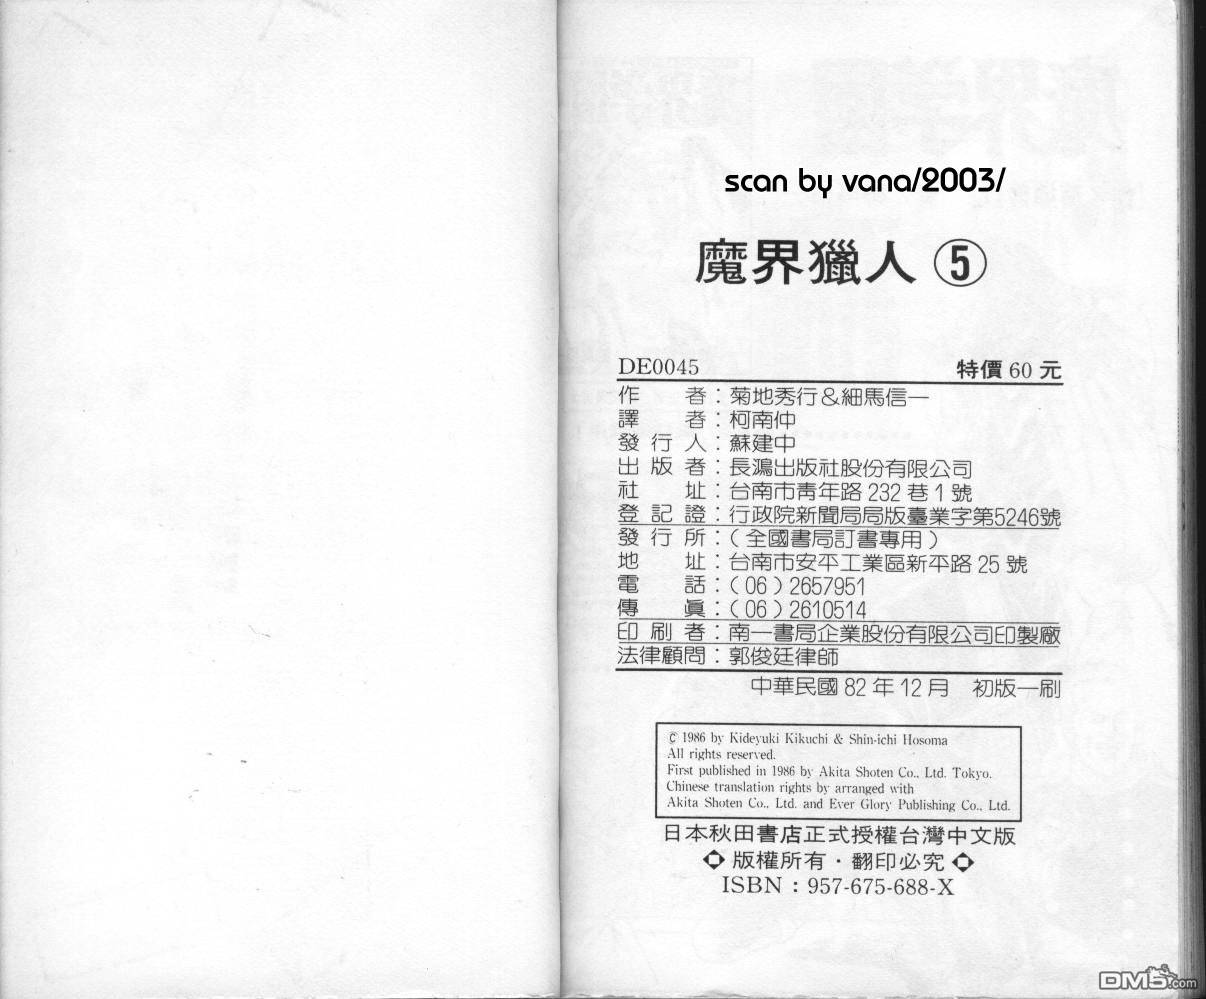 scan by vana/2003/
魔界獵人 ⑤
DE0045 特價 60 元
作者：菊地秀行＆細馬信一
譯者：柯南仲
發行人：蘇建中
出版者：長鴻出版社股份有限公司
社址：台南市靑年路 232 巷 1 號
登記證：行政院新聞局局版臺業字第5246號
發行所：（全國書局訂書專用）
地址：台南市安平工業區新平路 25 號
電話：（06）2657951
傳眞：（06）2610514
印刷者：南一書局企業股份有限公司印製廠
法律顧問：郭俊廷律師
中華民國 82 年 12 月 初版一刷
© 1986 by Kideyuki Kikuchi & Shin-ichi Hosoma
All rights reserved.
First published in 1986 by Akita Shoten Co., Ltd. Tokyo.
Chinese translation rights by arranged with
Akita Shoten Co., Ltd. and Ever Glory Publishing Co., Ltd.
日本秋田書店正式授權台灣中文版
版權所有・翻印必究
ISBN：957-675-688-X
DM5.com